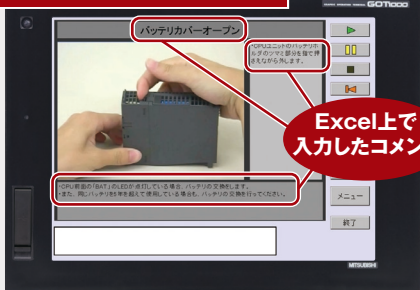 GOT1000
バッテリカバーオープン
・CPUユニットのバッテリホ
ルダのツマミ部分を指で押
さえながら外します。
Excel上で
入力したコメン
・CPU前面の「BAT.」のLEDが点灯している場合、バッテリの交換をします。
・また、同じバッテリを5年を超えて使用している場合も、バッテリの交換を行ってください。
メニュー
終了
MITSUBISHI